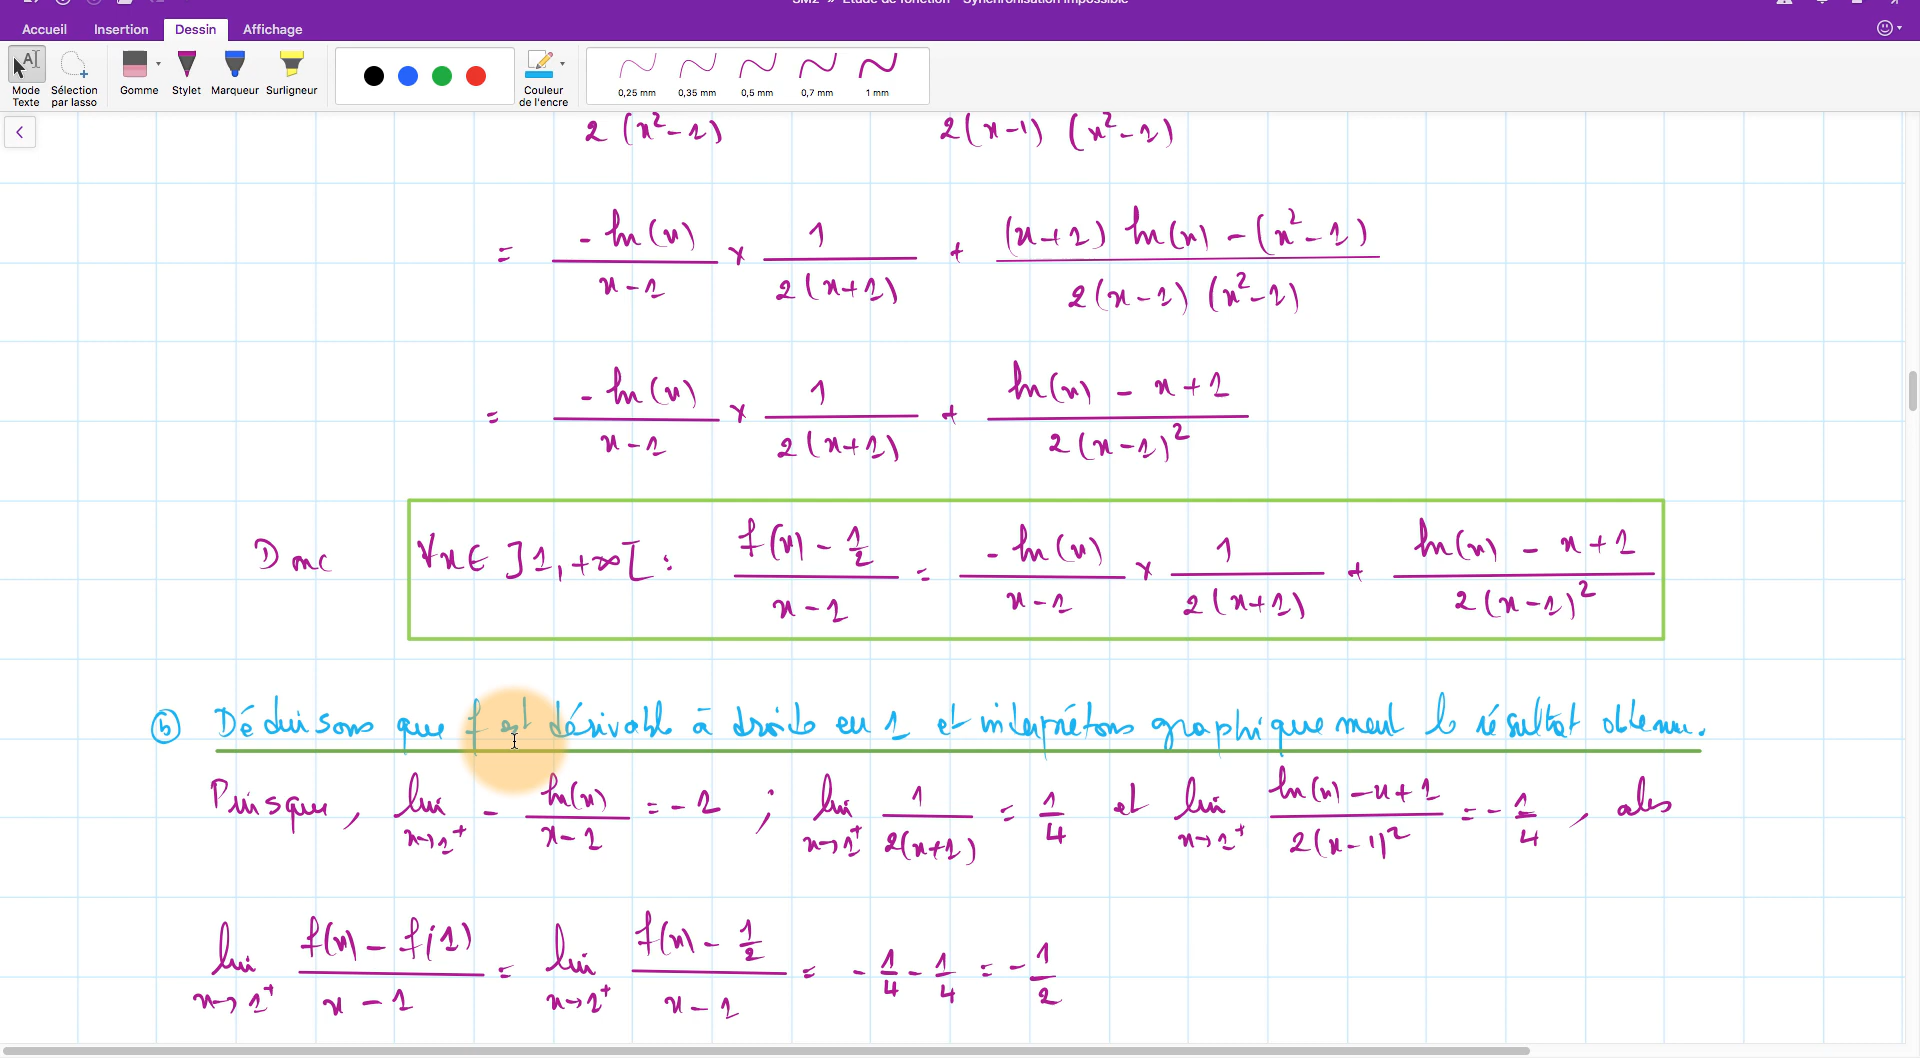 SM2 » Etude de fonction – Synchronisation impossible
Accueil Insertion Dessin Affichage
Mode Texte
Sélection par lasso
Gomme
Stylet
Marqueur
Surligneur
Couleur de l'encre
0,25 mm 0,35 mm 0,5 mm 0,7 mm 1 mm
2 (x² - 1)    2(x-1) (x² - 1)
= -ln(x) / (x - 1) × 1 / (2(x+1)) + ((x+1) ln(x) - (x² - 1)) / (2(x-1) (x² - 1))
= -ln(x) / (x - 1) × 1 / (2(x+1)) + (ln(x) - x + 1) / (2(x-1)²)
Donc ∀x∈ ]1,+∞[ : (f(x) - 1/2) / (x - 1) = -ln(x) / (x - 1) × 1 / (2(x+1)) + (ln(x) - x + 1) / (2(x-1)²)
ⓑ Déduisons que f est dérivable à droite en 1 et interprétons graphiquement le résultat obtenu.
Puisque, lim x→1⁺ - ln(x) / (x - 1) = -1 ; lim x→1⁺ 1 / (2(x+1)) = 1/4 et lim x→1⁺ (ln(x) - x + 1) / (2(x-1)²) = -1/4, alors
lim x→1⁺ (f(x) - f(1)) / (x - 1) = lim x→1⁺ (f(x) - 1/2) / (x - 1) = -1/4 - 1/4 = -1/2